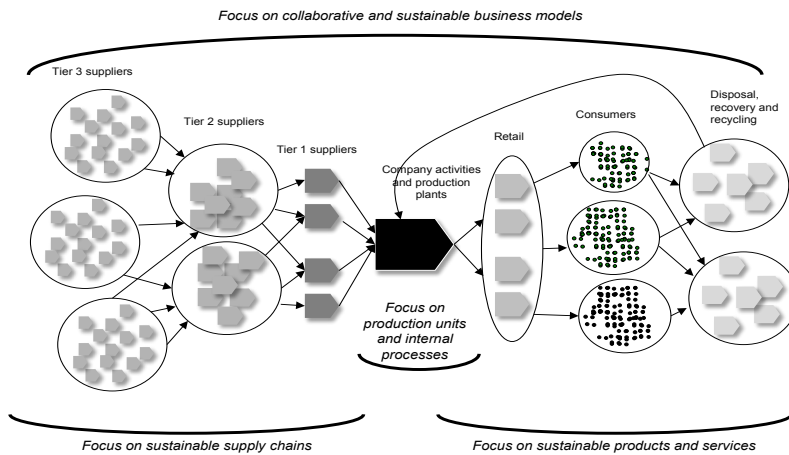 Focus on collaborative and sustainable business models
Tier 3 suppliers
Tier 2 suppliers
Tier 1 suppliers
Company activities
and production
plants
Retail
Consumers
Disposal,
recovery and
recycling
Focus on
production units
and internal
processes
Focus on sustainable supply chains
Focus on sustainable products and services